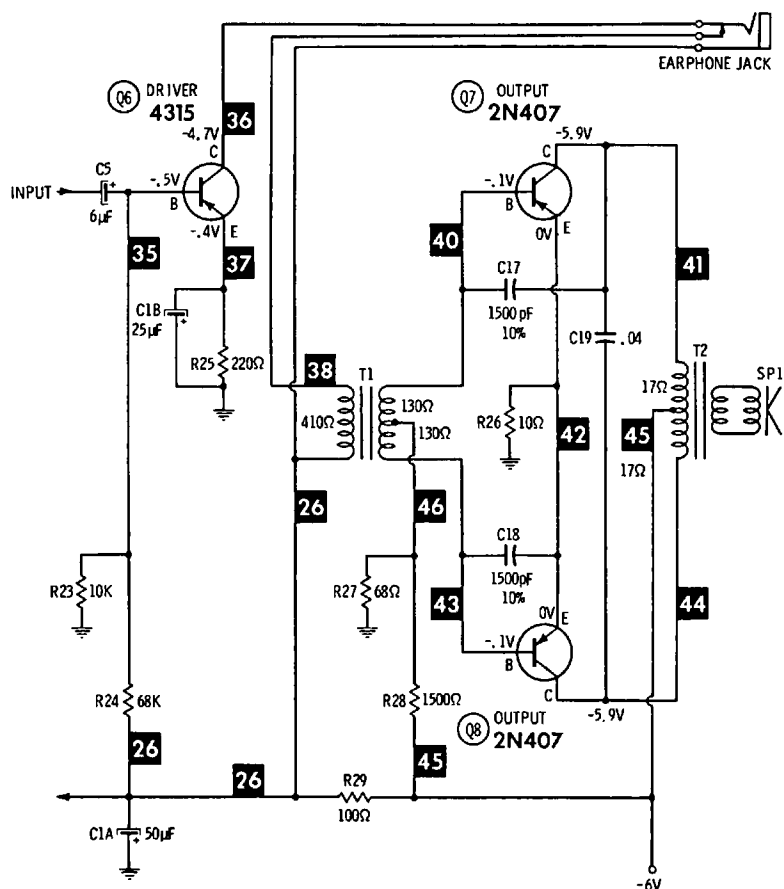 EARPHONE JACK
Q6 DRIVER
4315
36
-4.7V
C
Q7 OUTPUT
2N407
-5.9V
C
C5
+
INPUT
6µF
-.5V
B
-.4V
E
-.1V
B
0V
E
35
37
40
41
C1B
25µF
+
R25
220Ω
C17
1500pF
10%
C19
.04
38
T1
410Ω
130Ω
130Ω
R26
10Ω
42
17Ω
T2
SP1
45
17Ω
26
46
R23
10K
R27
68Ω
C18
1500pF
10%
43
44
0V
E
-.1V
B
C
R24
68K
R28
1500Ω
Q8 OUTPUT
2N407
-5.9V
26
26
45
R29
100Ω
C1A
50µF
+
-6V